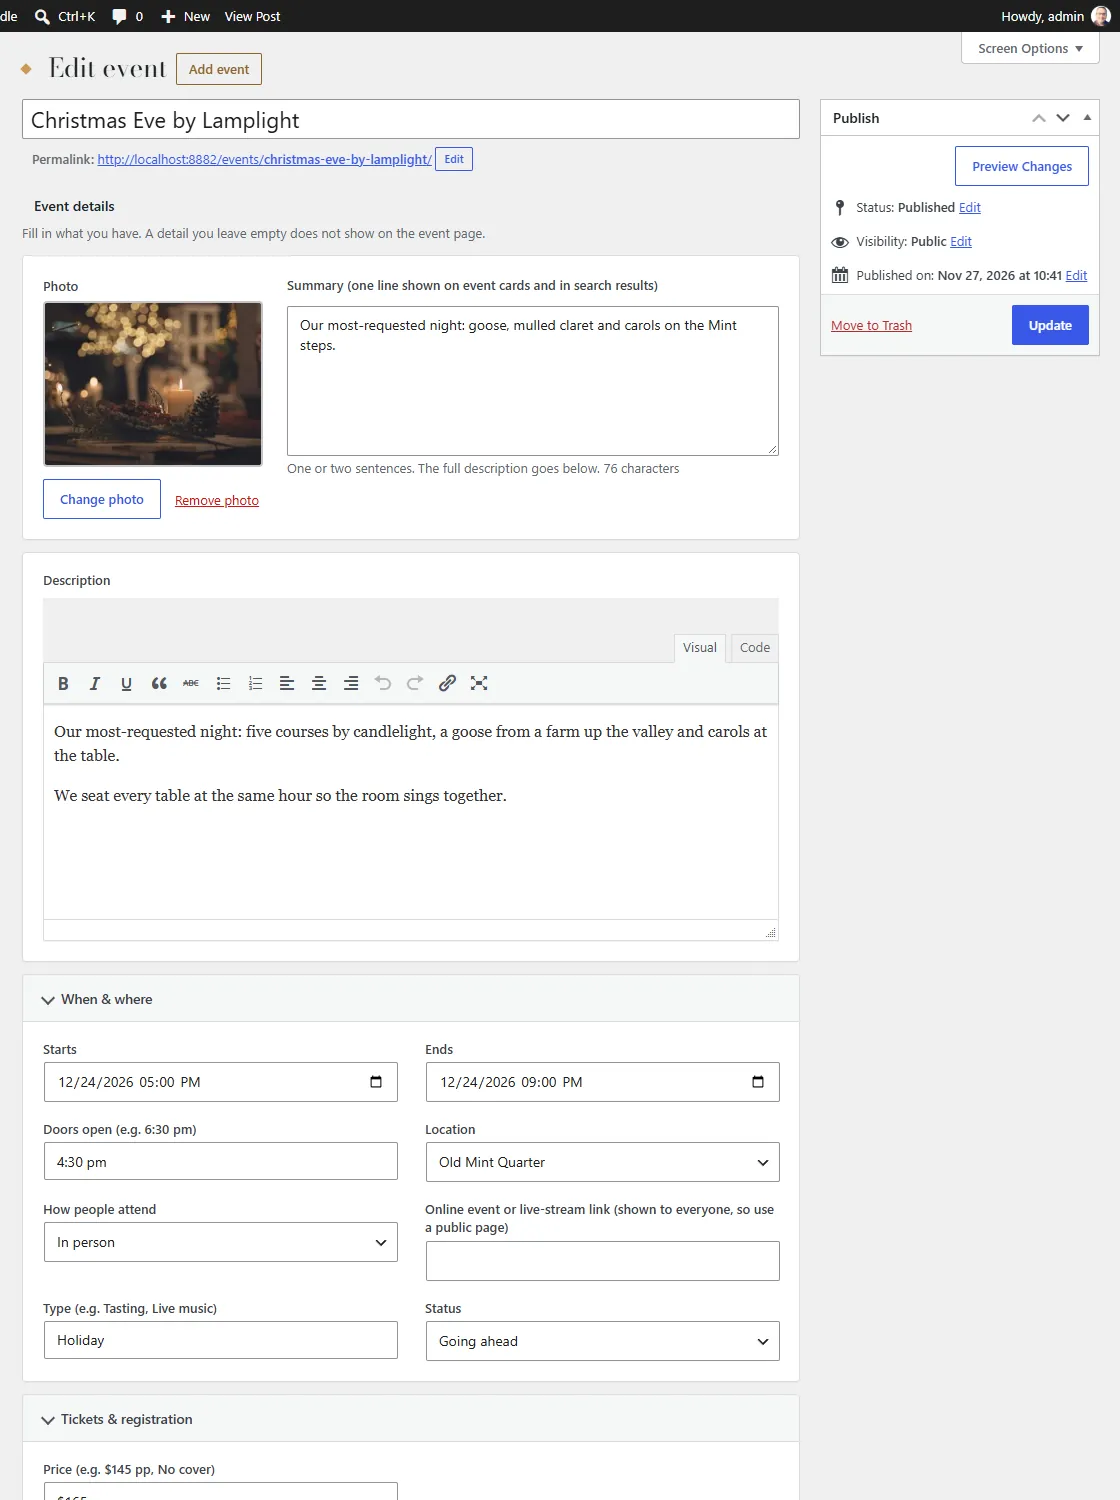 dle Ctrl+K 0 New View Post Howdy, admin
Screen Options
Edit event Add event
Christmas Eve by Lamplight
Permalink: http://localhost:8882/events/christmas-eve-by-lamplight/ Edit
Event details
Fill in what you have. A detail you leave empty does not show on the event page.
Publish
Preview Changes
Status: Published Edit
Visibility: Public Edit
Published on: Nov 27, 2026 at 10:41 Edit
Move to Trash Update
Photo
Change photo Remove photo
Summary (one line shown on event cards and in search results)
Our most-requested night: goose, mulled claret and carols on the Mint
steps.
One or two sentences. The full description goes below. 76 characters
Description
Visual Code
B I U ABC
Our most-requested night: five courses by candlelight, a goose from a farm up the valley and carols at
the table.
We seat every table at the same hour so the room sings together.
When & where
Starts Ends
12/24/2026 05:00 PM 12/24/2026 09:00 PM
Doors open (e.g. 6:30 pm) Location
4:30 pm Old Mint Quarter
How people attend Online event or live-stream link (shown to everyone, so use
a public page)
In person
Type (e.g. Tasting, Live music) Status
Holiday Going ahead
Tickets & registration
Price (e.g. $145 pp, No cover)